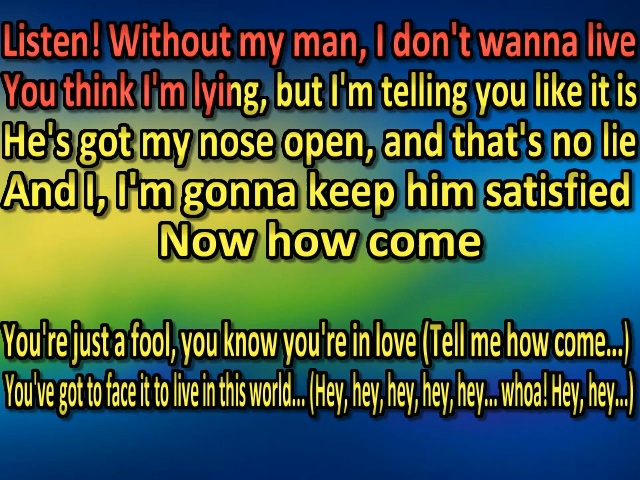 Listen! Without my man, I don't wanna live
You think I'm lying, but I'm telling you like it is
He's got my nose open, and that's no lie
And I, I'm gonna keep him satisfied
Now how come
You're just a fool, you know you're in love (Tell me how come...)
You've got to face it to live in this world... (Hey, hey, hey, hey, hey... whoa! Hey, hey...)